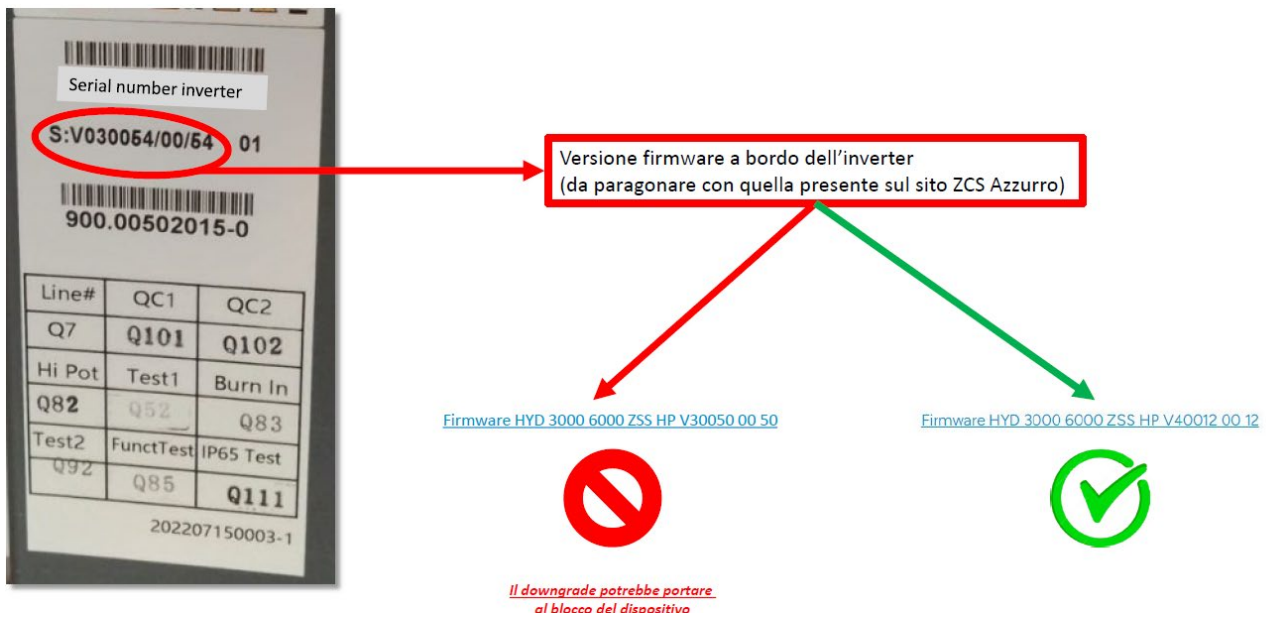 Serial number inverter
S:V030054/00/54 01
900.00502015-0
Line# QC1 QC2
Q7 Q101 Q102
Hi Pot Test1 Burn In
Q82 Q52 Q83
Test2 FunctTest IP65 Test
Q92 Q85 Q111
202207150003-1
Versione firmware a bordo dell'inverter
(da paragonare con quella presente sul sito ZCS Azzurro)
Firmware HYD 3000 6000 ZSS HP V30050 00 50
Firmware HYD 3000 6000 ZSS HP V40012 00 12
Il downgrade potrebbe portare
al blocco del dispositivo